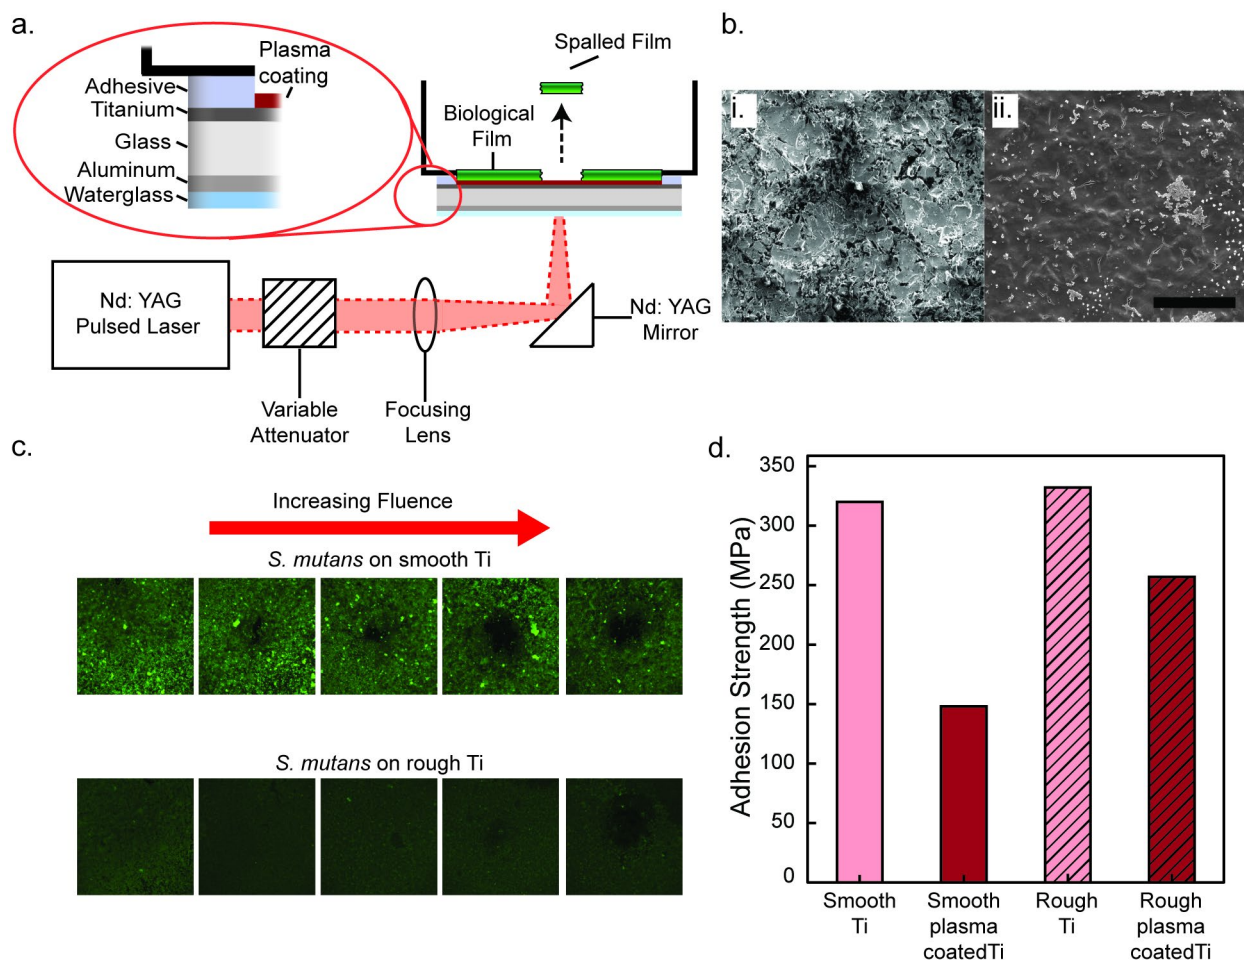 a.
Plasma
coating
Adhesive
Titanium
Glass
Aluminum
Waterglass
Spalled Film
Biological
Film
Nd: YAG
Pulsed Laser
Variable
Attenuator
Focusing
Lens
Nd: YAG
Mirror
b.
i.
ii.
c.
Increasing Fluence
S. mutans on smooth Ti
S. mutans on rough Ti
d.
Adhesion Strength (MPa)
350
300
250
200
150
100
50
0
Smooth
Ti
Smooth
plasma
coatedTi
Rough
Ti
Rough
plasma
coatedTi